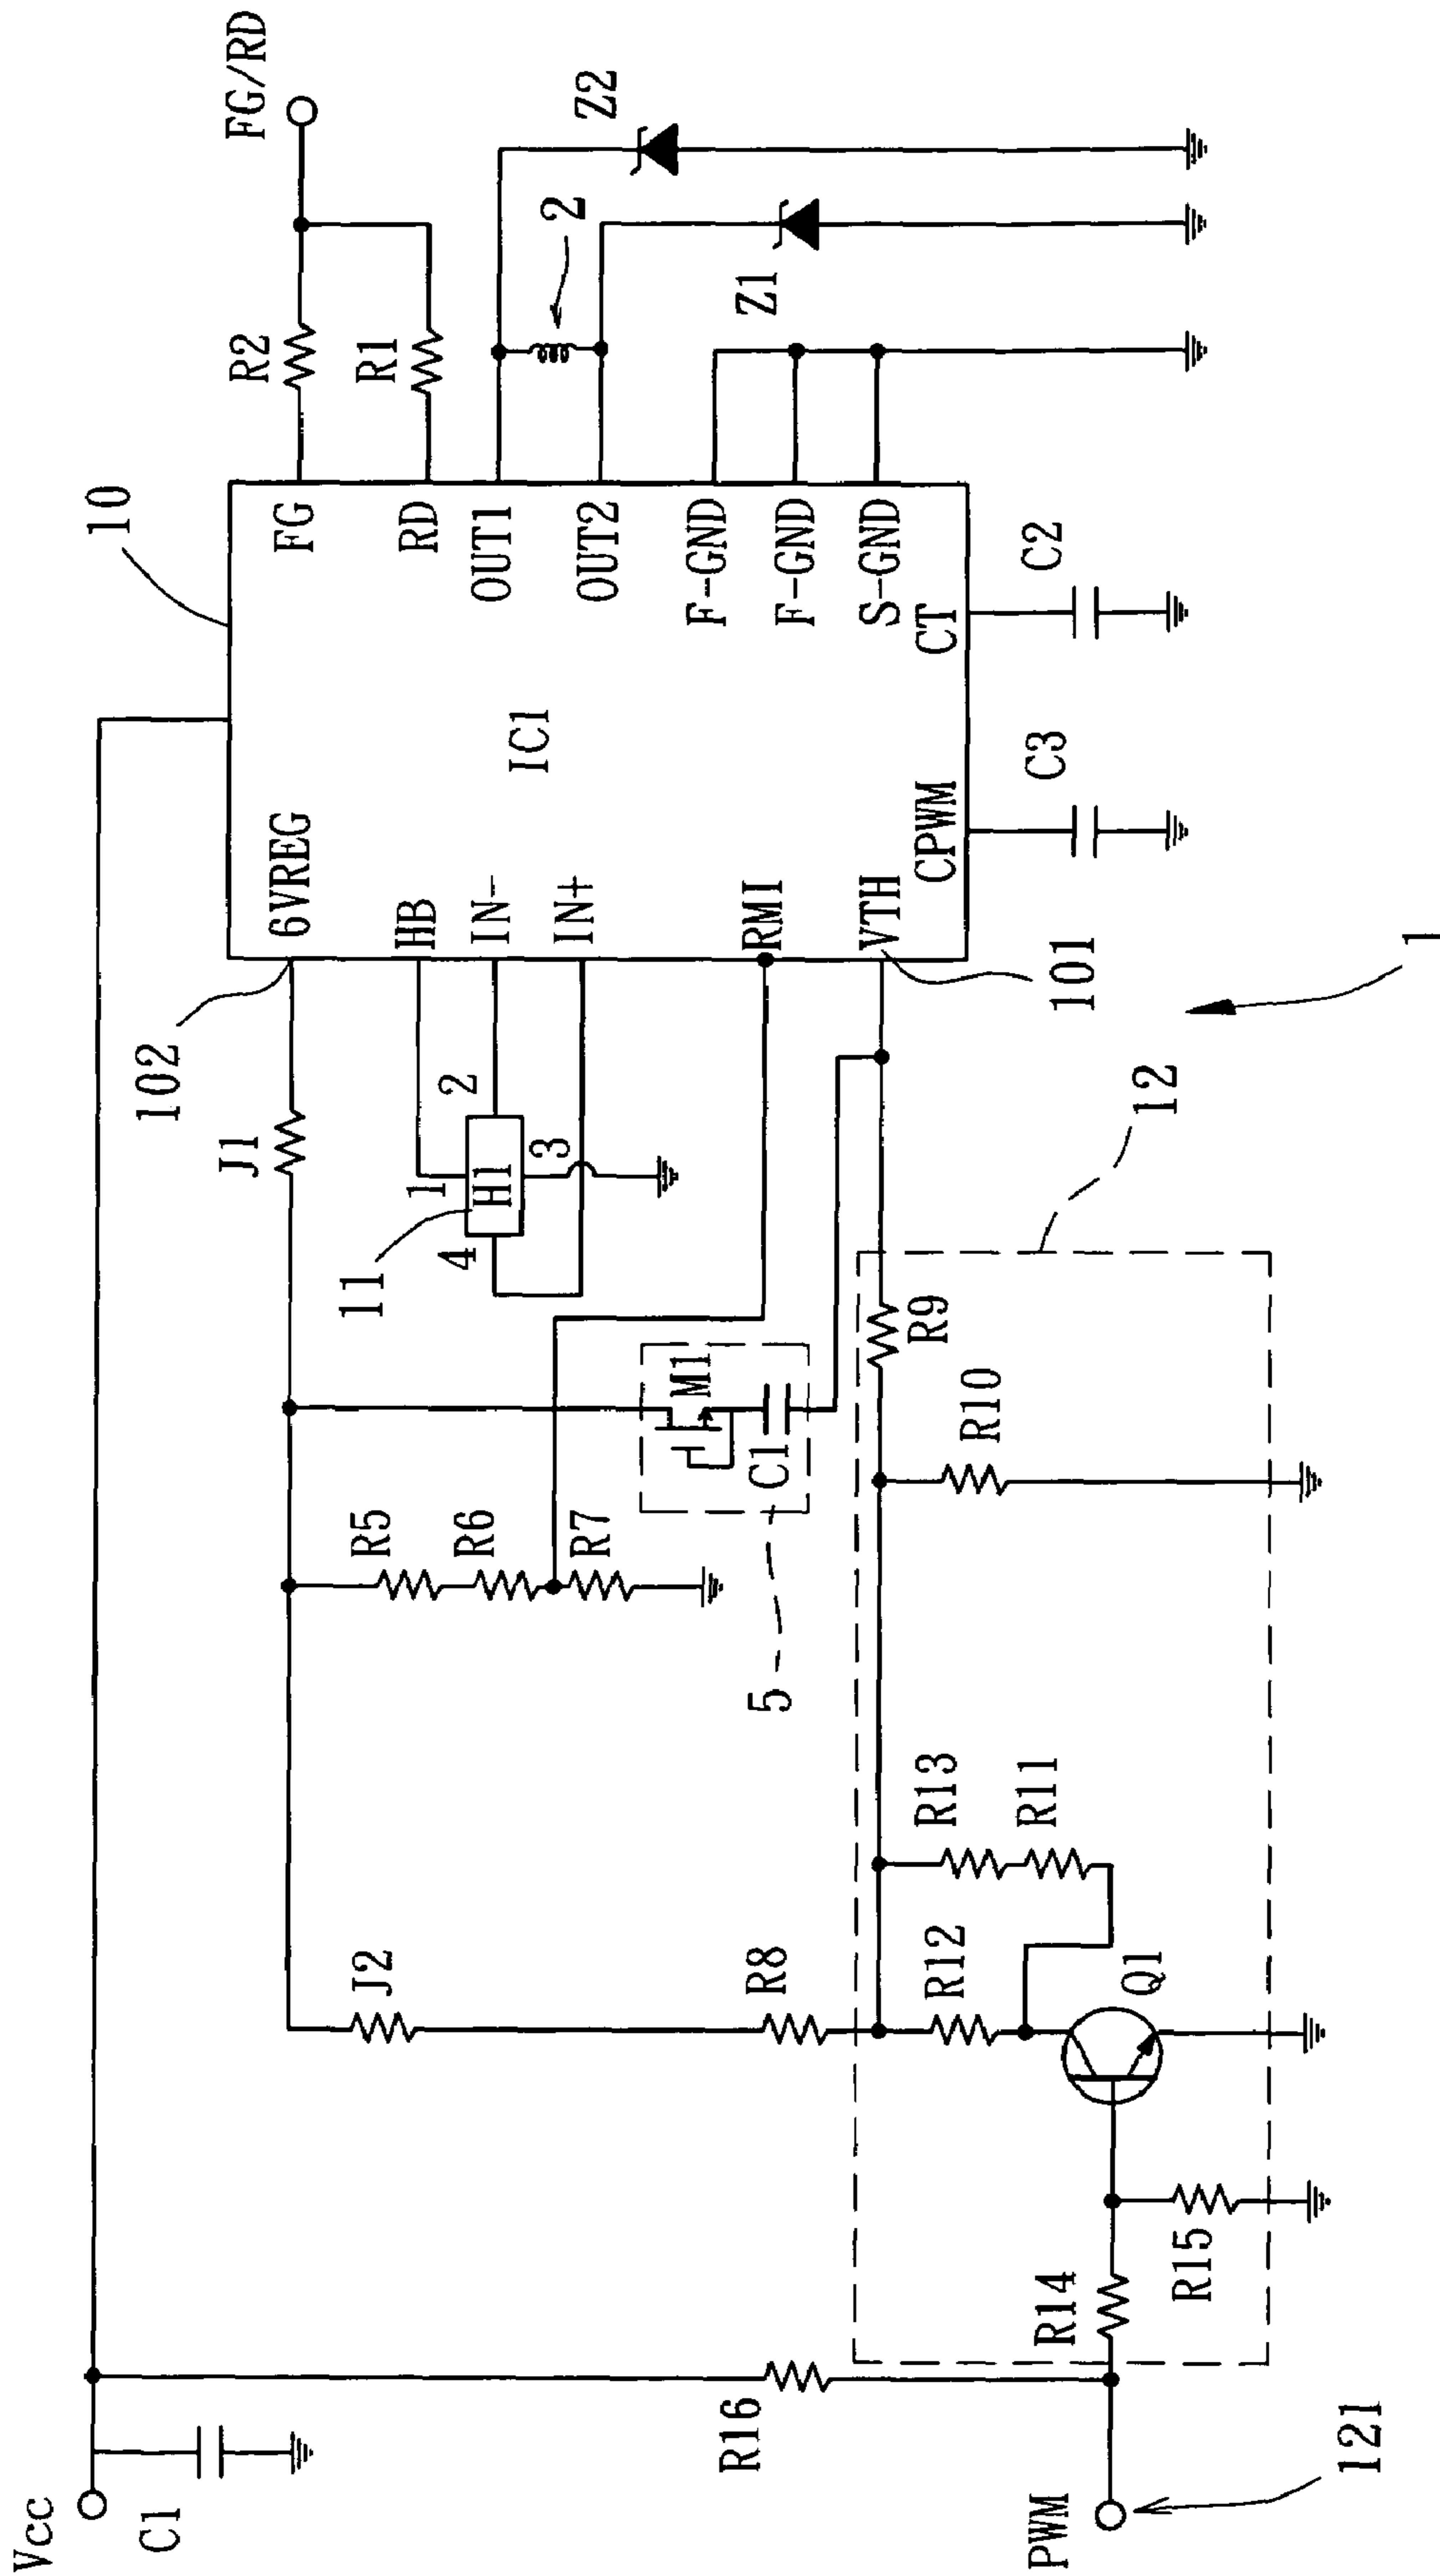 Vcc
C1
10
FG/RD
R2
R1
FG
RD
OUT1
OUT2
F-GND
F-GND
S-GND
CT
CPWM
VTH
RMI
IN+
IN-
HB
6VREG
IC1
Z2
2
Z1
C2
C3
102
J1
1
2
3
4
H1
11
101
1
12
M1
C1
5
R5
R6
R7
R9
R10
J2
R8
R13
R11
R12
Q1
R16
R14
R15
PWM
121